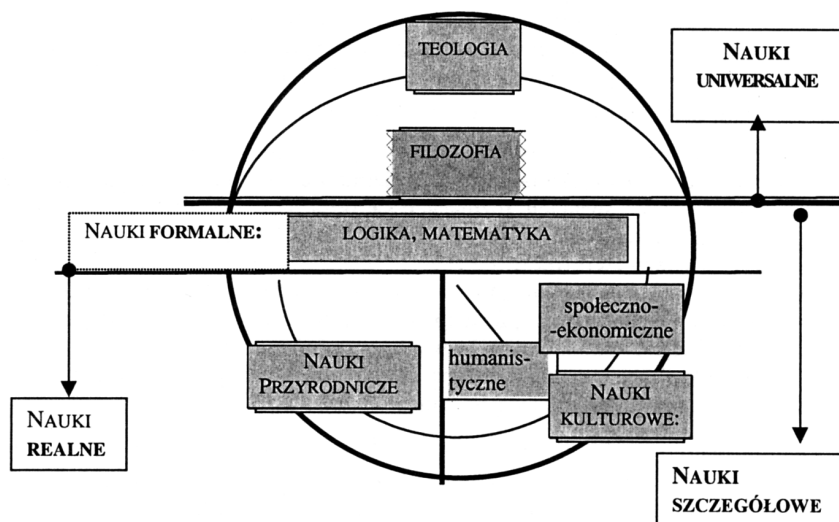 TEOLOGIA
NAUKI
UNIWERSALNE
FILOZOFIA
NAUKI FORMALNE:
LOGIKA, MATEMATYKA
społeczno-
-ekonomiczne
NAUKI
PRZYRODNICZE
humanis-
tyczne
NAUKI
KULTUROWE:
NAUKI
REALNE
NAUKI
SZCZEGÓŁOWE